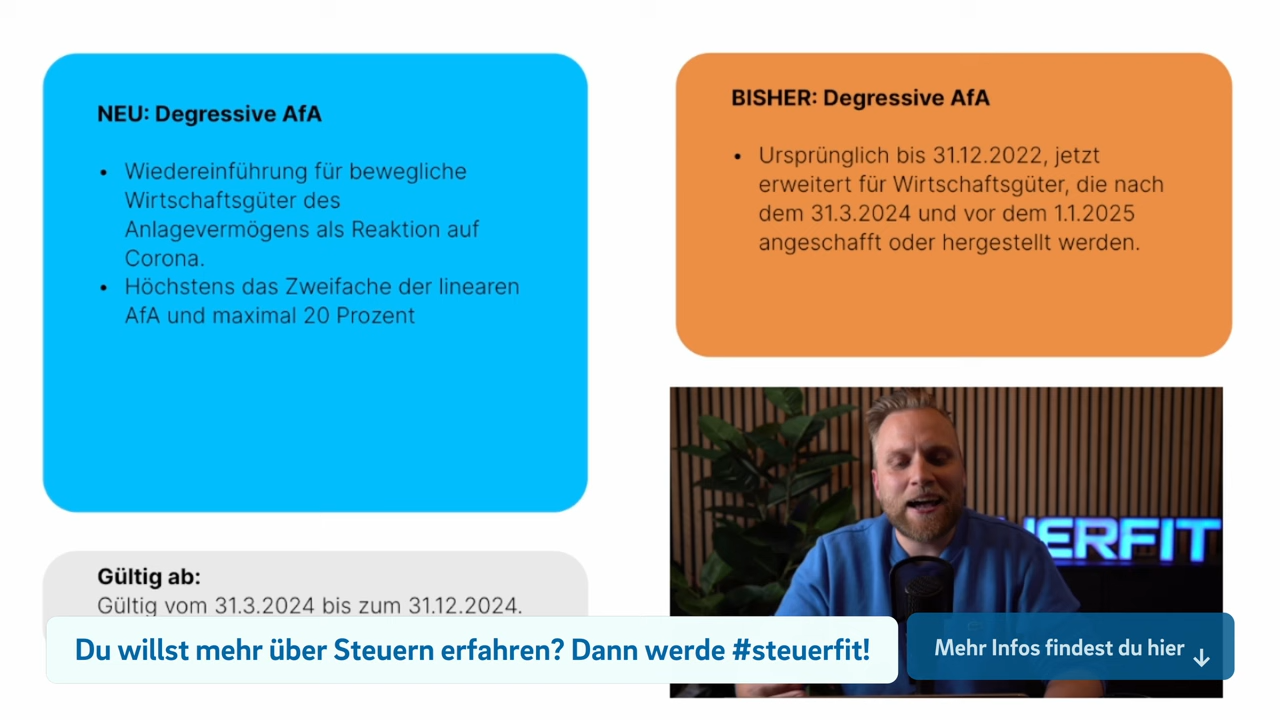 NEU: Degressive AfA
• Wiedereinführung für bewegliche
Wirtschaftsgüter des
Anlagevermögens als Reaktion auf
Corona.
• Höchstens das Zweifache der linearen
AfA und maximal 20 Prozent
BISHER: Degressive AfA
• Ursprünglich bis 31.12.2022, jetzt
erweitert für Wirtschaftsgüter, die nach
dem 31.3.2024 und vor dem 1.1.2025
angeschafft oder hergestellt werden.
Gültig ab:
Gültig vom 31.3.2024 bis zum 31.12.2024.
ERFIT
Du willst mehr über Steuern erfahren? Dann werde #steuerfit!
Mehr Infos findest du hier